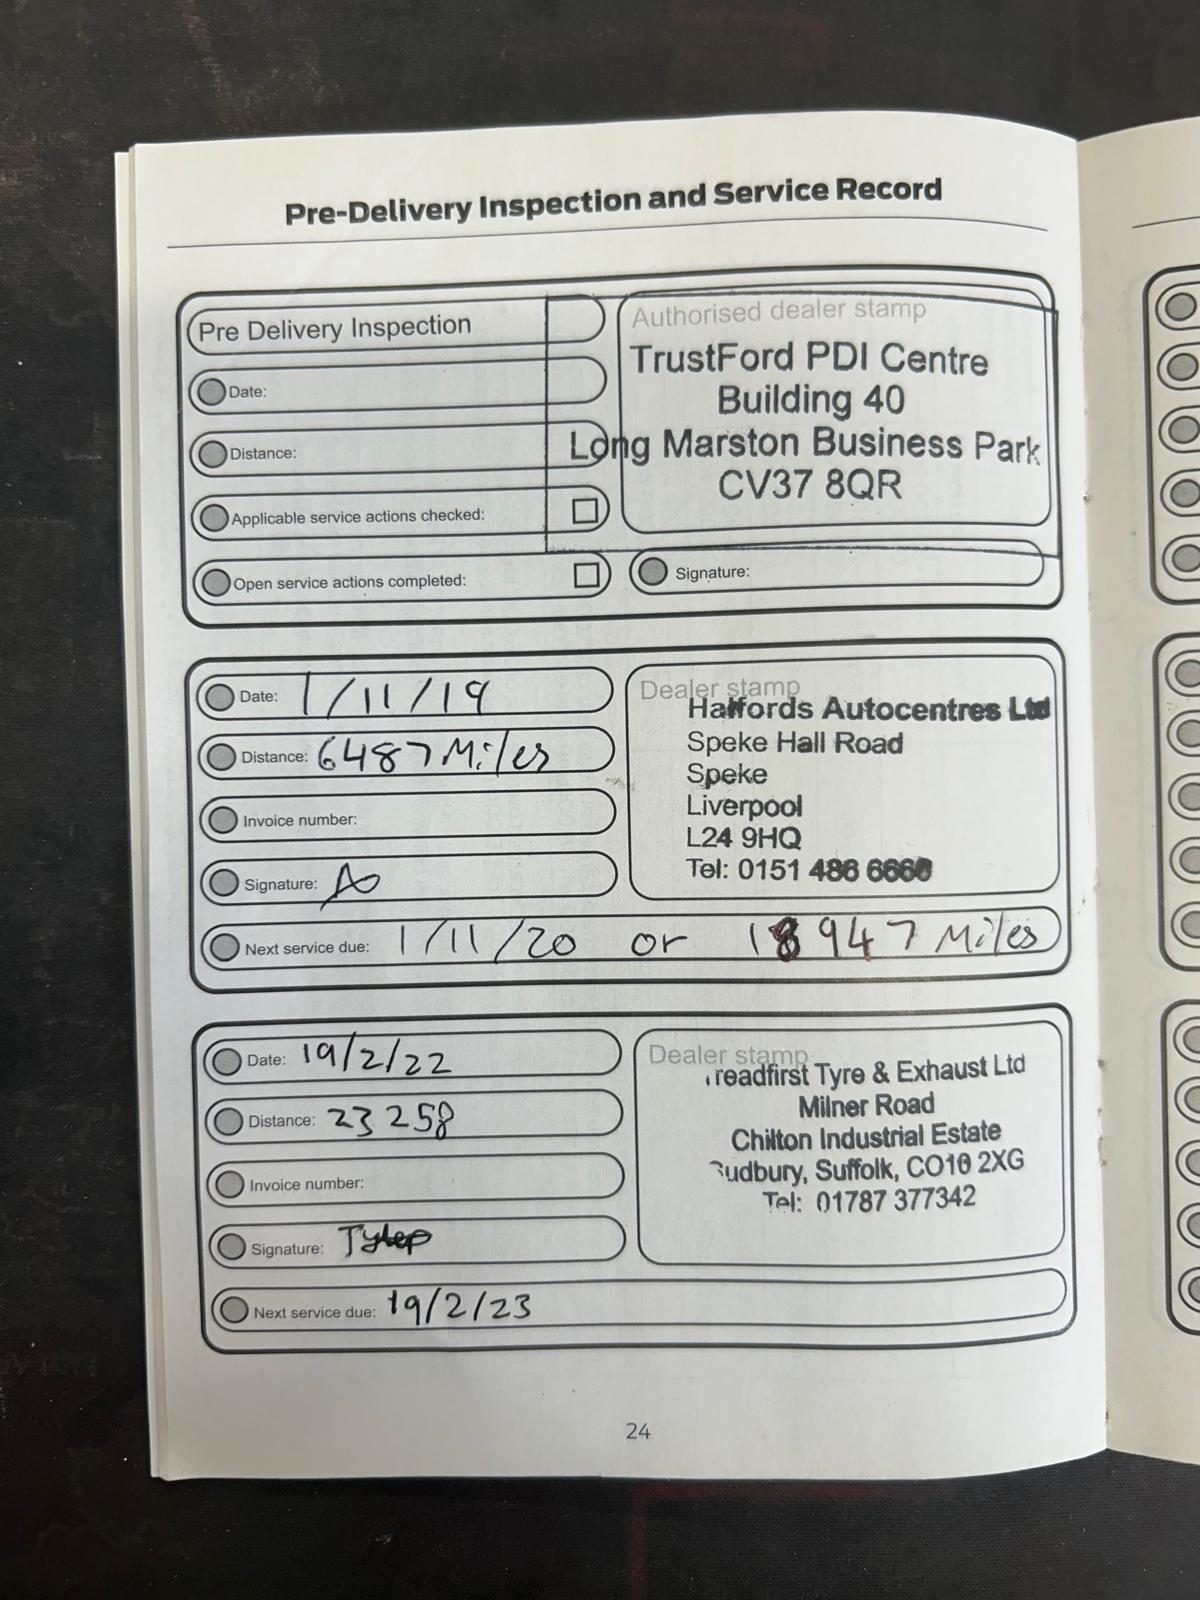 Pre-Delivery Inspection and Service Record
Pre Delivery Inspection
Date:
Distance:
Applicable service actions checked:
Open service actions completed:
Authorised dealer stamp
TrustFord PDI Centre
Building 40
Long Marston Business Park
CV37 8QR
Signature:
Date: 1/11/19
Distance: 6487 Miles
Invoice number:
Signature:
Dealer stamp
Halfords Autocentres Ltd
Speke Hall Road
Speke
Liverpool
L24 9HQ
Tel: 0151 486 6666
Next service due: 1/11/20 or 18947 Miles
Date: 19/2/22
Distance: 23258
Invoice number:
Signature:
Dealer stamp
readfirst Tyre & Exhaust Ltd
Milner Road
Chilton Industrial Estate
Sudbury, Suffolk, CO10 2XG
Tel: 01787 377342
Next service due: 19/2/23
24